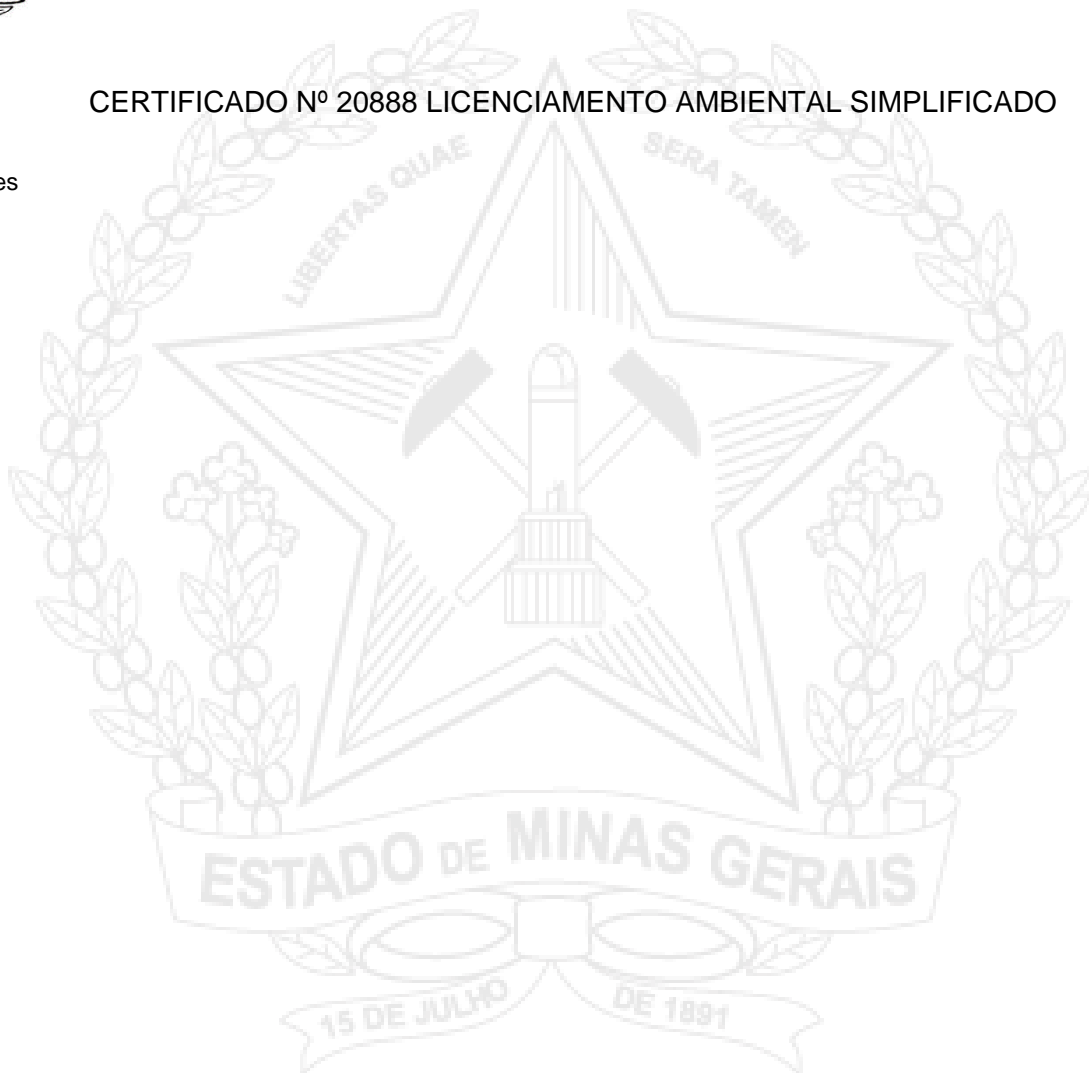 CERTIFICADO Nº 20888 LICENCIAMENTO AMBIENTAL SIMPLIFICADO
es
LIBERTAS QUAE SERA TAMEN
ESTADO DE MINAS GERAIS
15 DE JULHO DE 1891